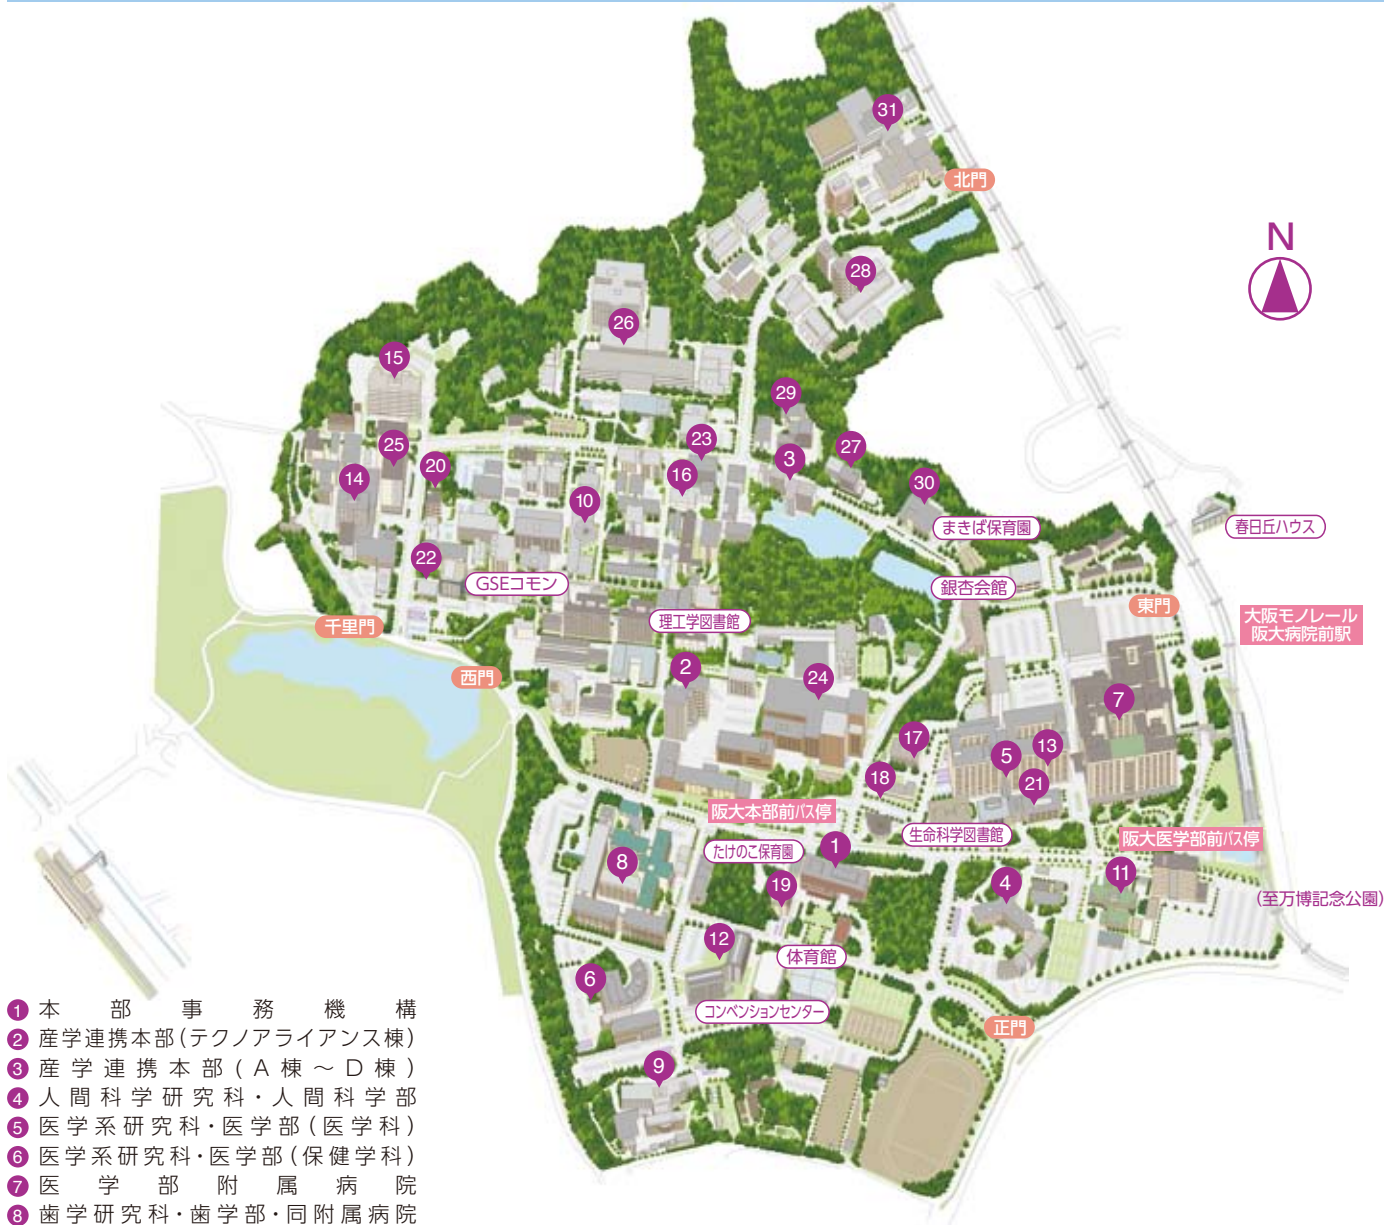 31
北門
N
28
26
15
29
23
25
3
27
20
16
14
30
10
まきば保育園
春日丘ハウス
22
GSEコモン
銀杏会館
東門
理工学図書館
千里門
大阪モノレール
阪大病院前駅
2
西門
24
7
17
13
5
18
21
阪大本部前バス停
生命科学図書館
阪大医学部前バス停
たけのこ保育園
1
8
11
4
19
(至万博記念公園)
12
体育館
6
コンベンションセンター
正門
9
1 本部事務機構
2 産学連携本部(テクノアライアンス棟)
3 産学連携本部(A棟～D棟)
4 人間科学研究科・人間科学部
5 医学系研究科・医学部(医学科)
6 医学系研究科・医学部(保健学科)
7 医学部附属病院
8 歯学研究科・歯学部・同附属病院